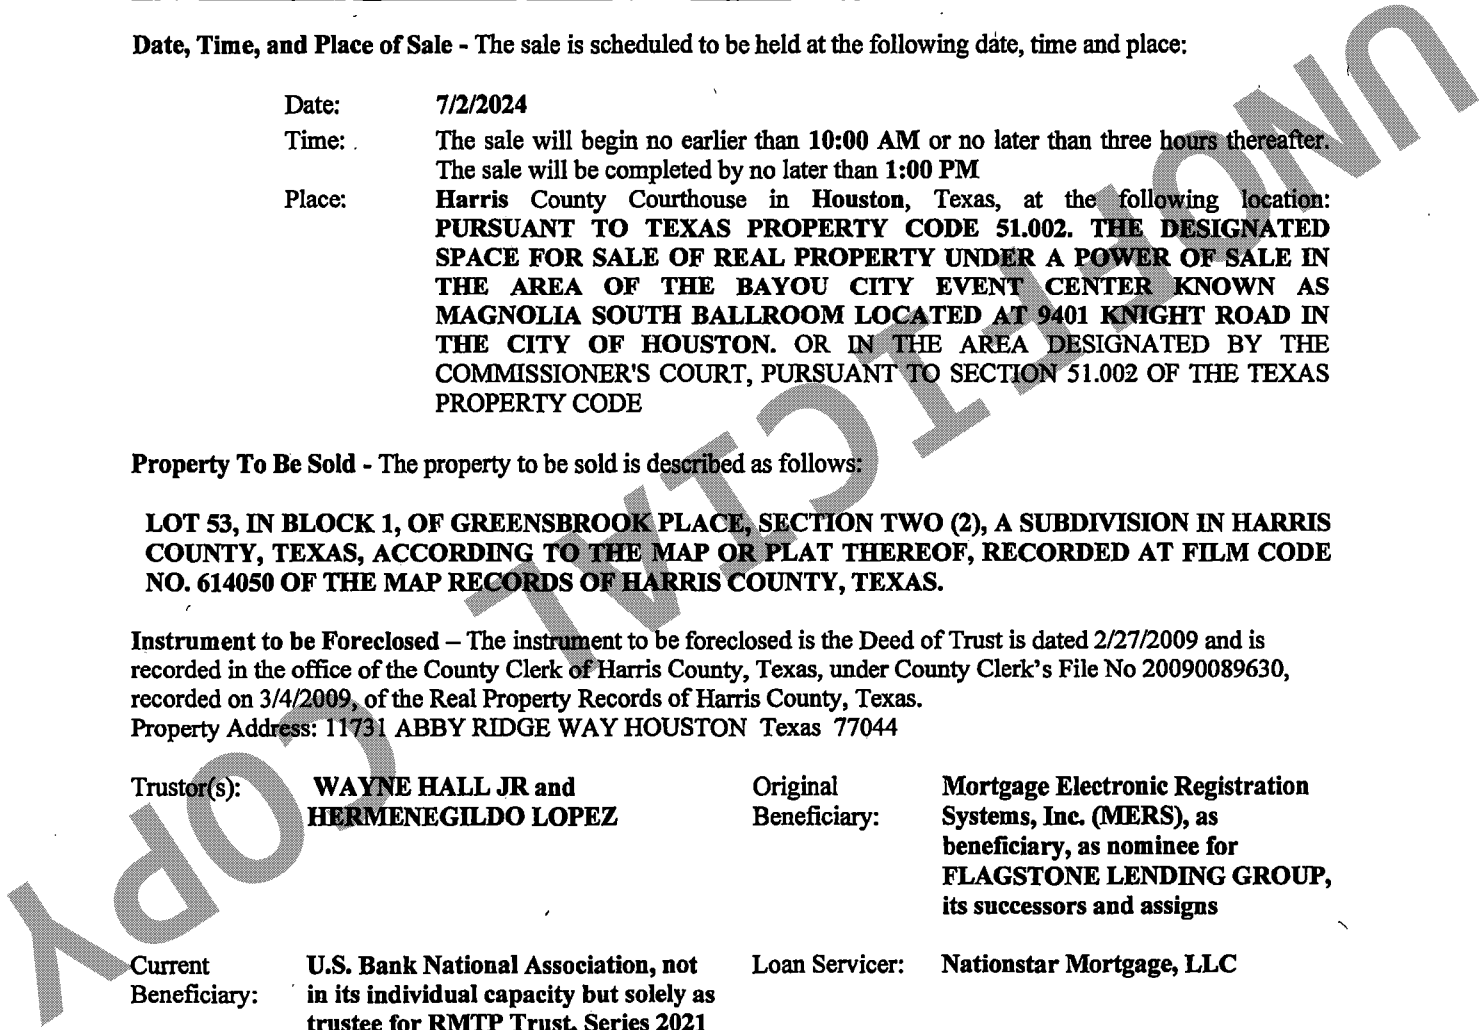 Date, Time, and Place of Sale - The sale is scheduled to be held at the following date, time and place:
Date: 7/2/2024
Time: The sale will begin no earlier than 10:00 AM or no later than three hours thereafter.
The sale will be completed by no later than 1:00 PM
Place: Harris County Courthouse in Houston, Texas, at the following location:
PURSUANT TO TEXAS PROPERTY CODE 51.002. THE DESIGNATED
SPACE FOR SALE OF REAL PROPERTY UNDER A POWER OF SALE IN
THE AREA OF THE BAYOU CITY EVENT CENTER KNOWN AS
MAGNOLIA SOUTH BALLROOM LOCATED AT 9401 KNIGHT ROAD IN
THE CITY OF HOUSTON. OR IN THE AREA DESIGNATED BY THE
COMMISSIONER'S COURT, PURSUANT TO SECTION 51.002 OF THE TEXAS
PROPERTY CODE
Property To Be Sold - The property to be sold is described as follows:
LOT 53, IN BLOCK 1, OF GREENSBROOK PLACE, SECTION TWO (2), A SUBDIVISION IN HARRIS
COUNTY, TEXAS, ACCORDING TO THE MAP OR PLAT THEREOF, RECORDED AT FILM CODE
NO. 614050 OF THE MAP RECORDS OF HARRIS COUNTY, TEXAS.
Instrument to be Foreclosed – The instrument to be foreclosed is the Deed of Trust is dated 2/27/2009 and is
recorded in the office of the County Clerk of Harris County, Texas, under County Clerk's File No 20090089630,
recorded on 3/4/2009, of the Real Property Records of Harris County, Texas.
Property Address: 11731 ABBY RIDGE WAY HOUSTON Texas 77044
Trustor(s): WAYNE HALL JR and
HERMENEGILDO LOPEZ
Original
Beneficiary:
Mortgage Electronic Registration
Systems, Inc. (MERS), as
beneficiary, as nominee for
FLAGSTONE LENDING GROUP,
its successors and assigns
Current
Beneficiary:
U.S. Bank National Association, not
in its individual capacity but solely as
trustee for RMTP Trust, Series 2021
Loan Servicer: Nationstar Mortgage, LLC
UNOFFICIAL COPY